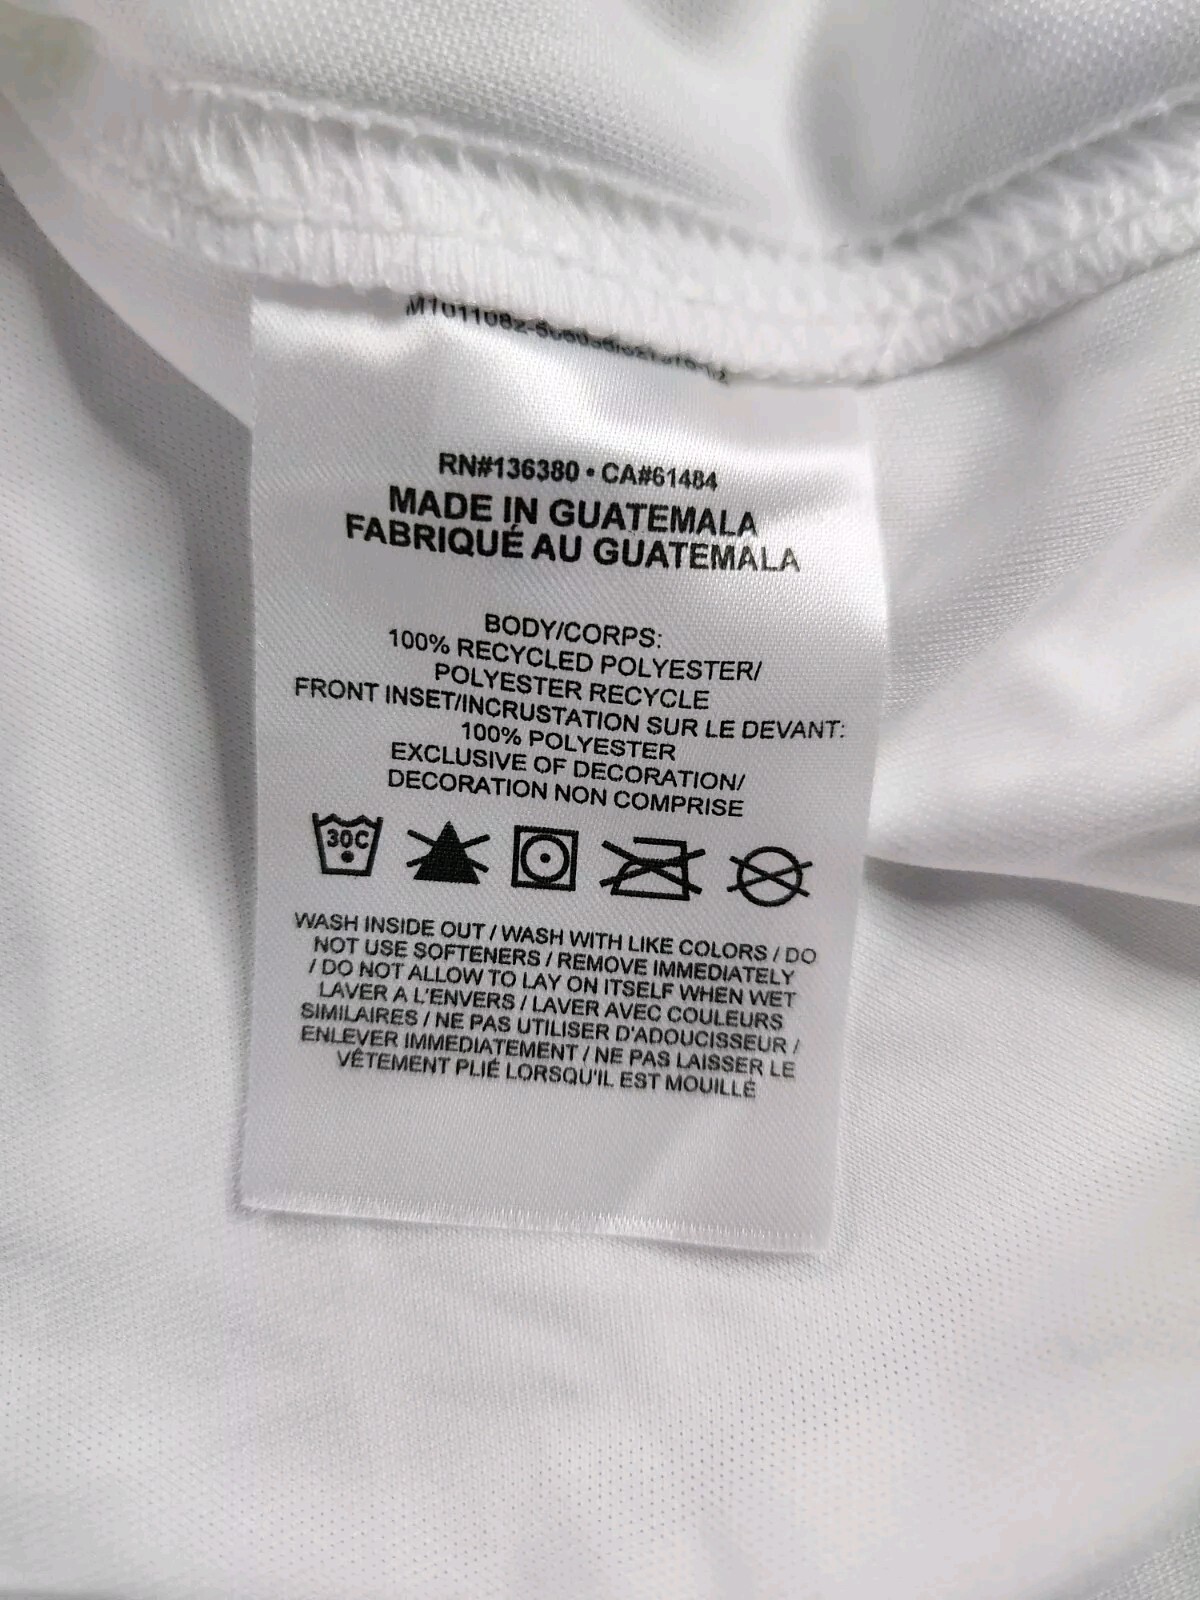 RN#136380 • CA#61484
MADE IN GUATEMALA
FABRIQUÉ AU GUATEMALA
BODY/CORPS:
100% RECYCLED POLYESTER/
POLYESTER RECYCLE
FRONT INSET/INCRUSTATION SUR LE DEVANT:
100% POLYESTER
EXCLUSIVE OF DECORATION/
DECORATION NON COMPRISE
30C
WASH INSIDE OUT / WASH WITH LIKE COLORS / DO
NOT USE SOFTENERS / REMOVE IMMEDIATELY
/ DO NOT ALLOW TO LAY ON ITSELF WHEN WET
LAVER A L'ENVERS / LAVER AVEC COULEURS
SIMILAIRES / NE PAS UTILISER D'ADOUCISSEUR /
ENLEVER IMMEDIATEMENT / NE PAS LAISSER LE
VÊTEMENT PLIÉ LORSQU'IL EST MOUILLÉ